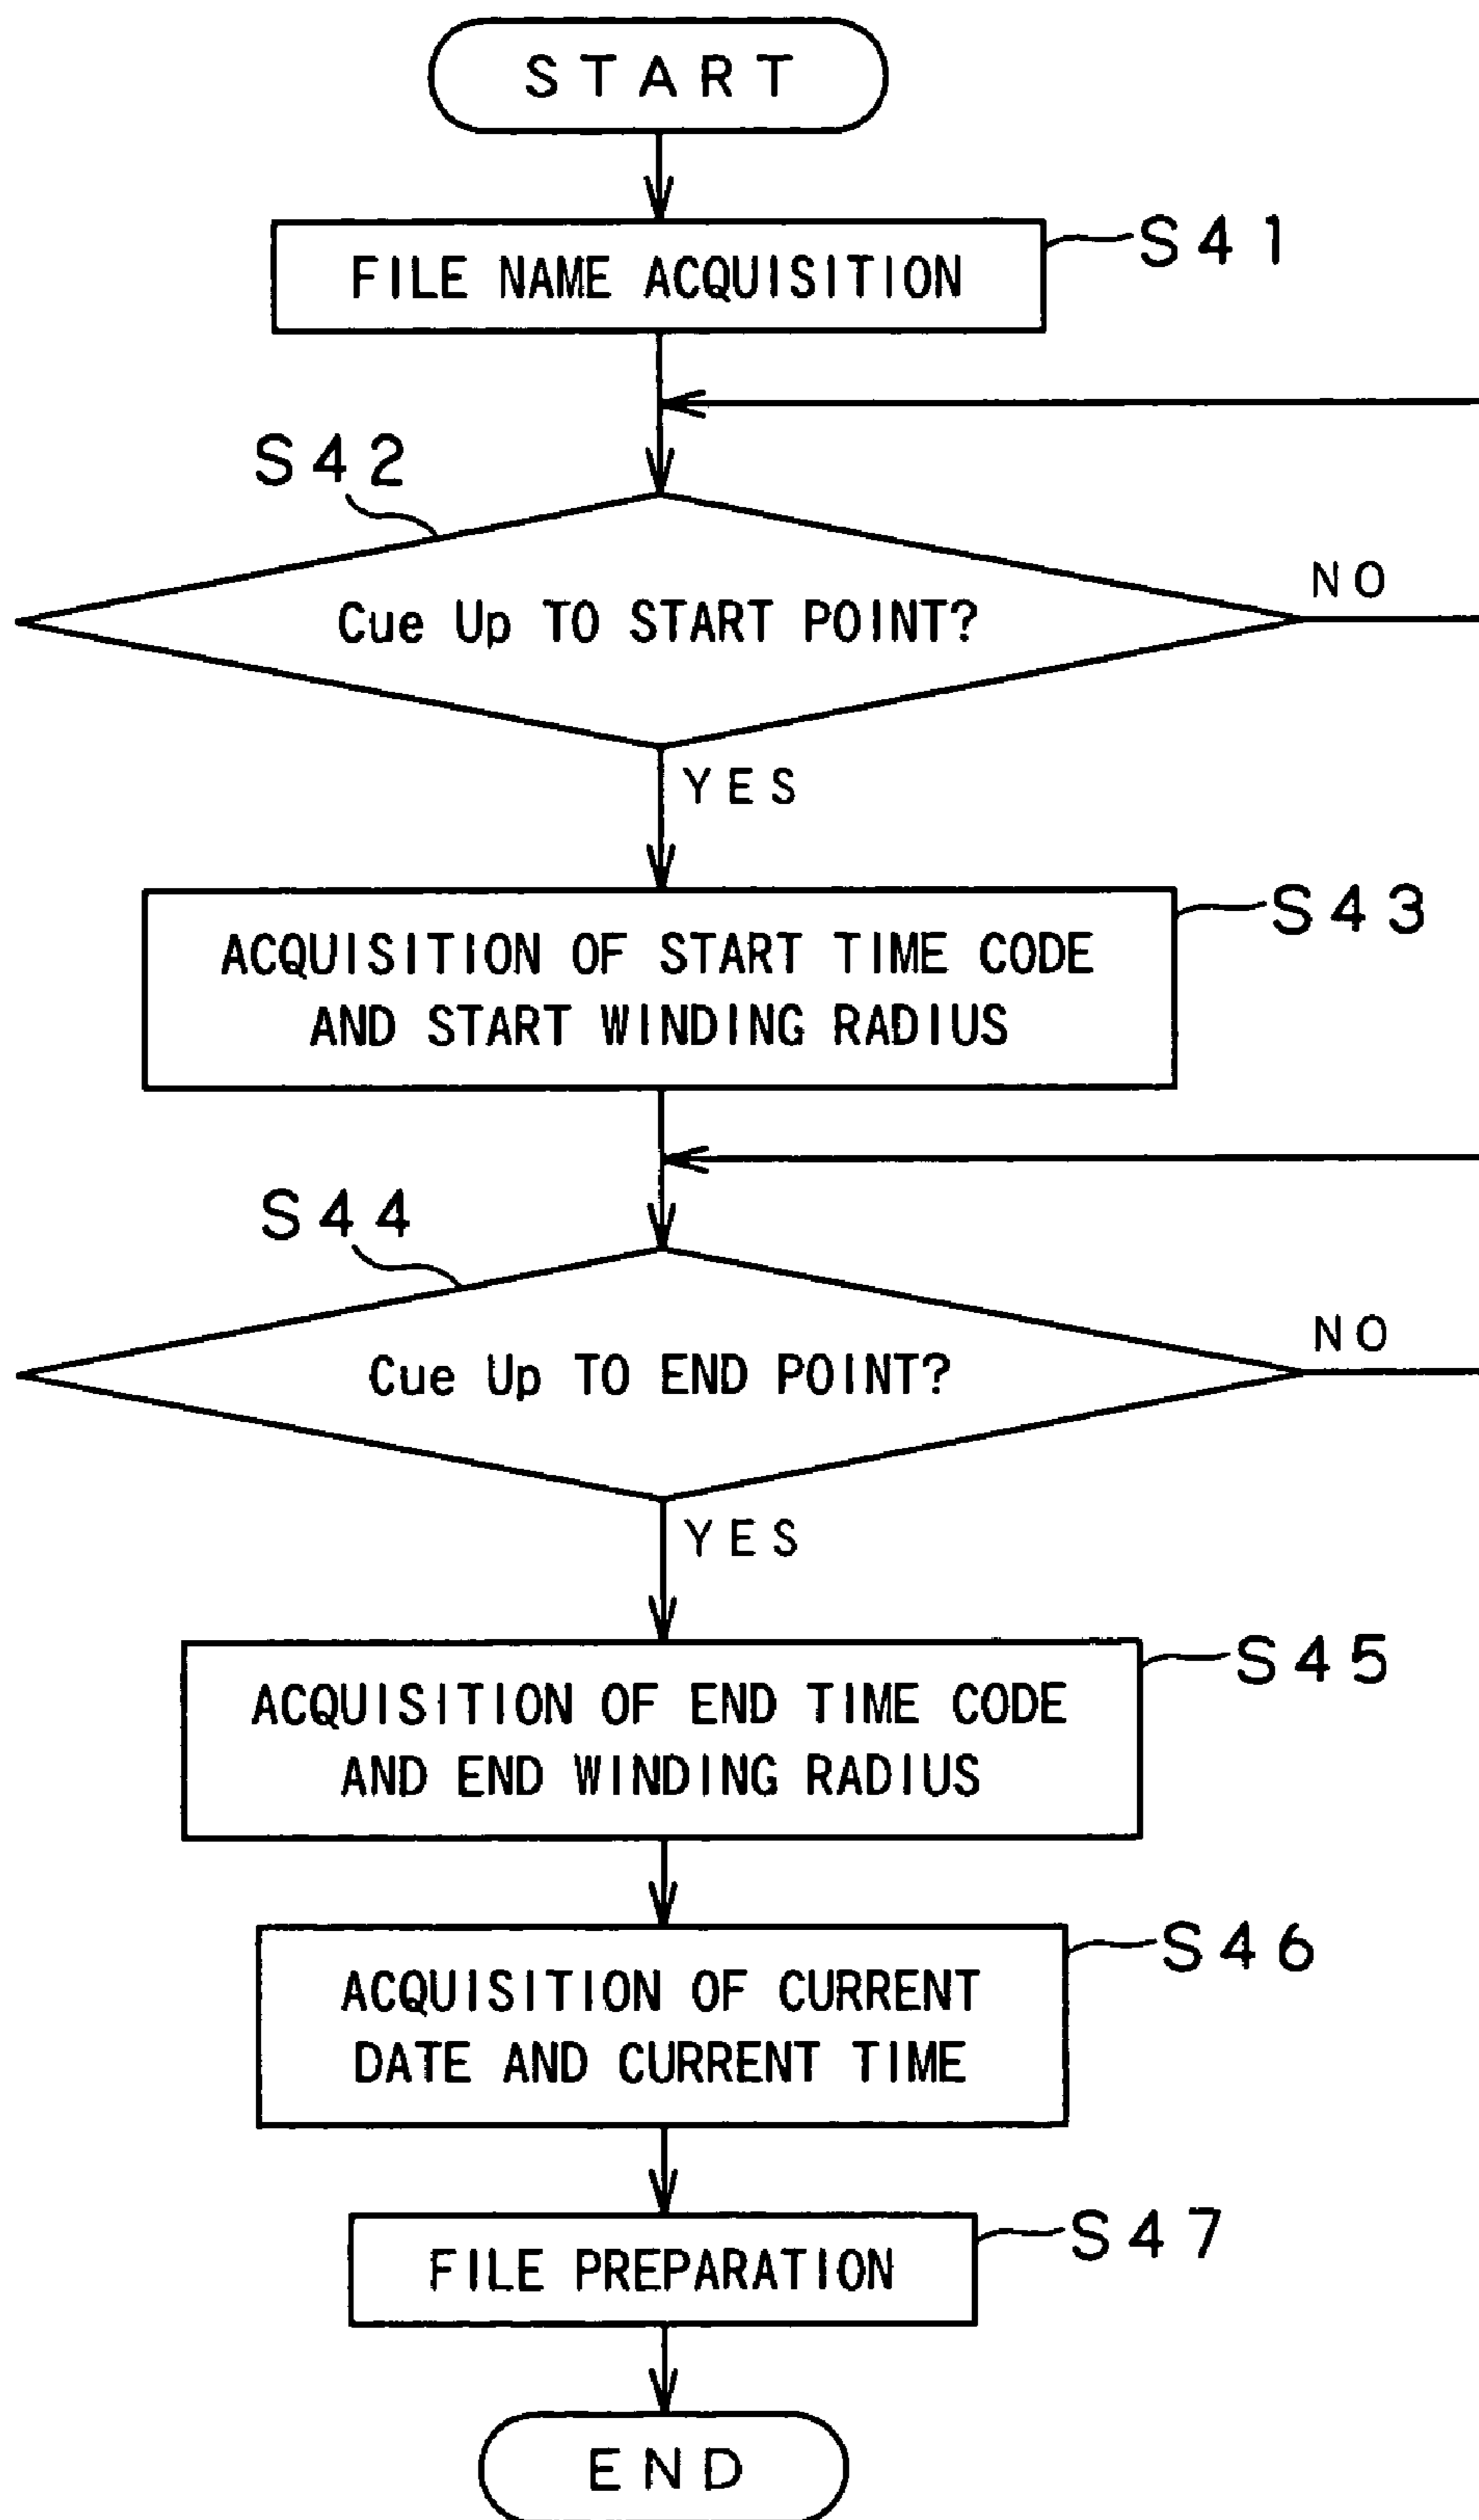 START
FILE NAME ACQUISITION
S41
S42
Cue Up TO START POINT?
NO
YES
S43
ACQUISITION OF START TIME CODE
AND START WINDING RADIUS
S44
Cue Up TO END POINT?
NO
YES
S45
ACQUISITION OF END TIME CODE
AND END WINDING RADIUS
S46
ACQUISITION OF CURRENT
DATE AND CURRENT TIME
S47
FILE PREPARATION
END